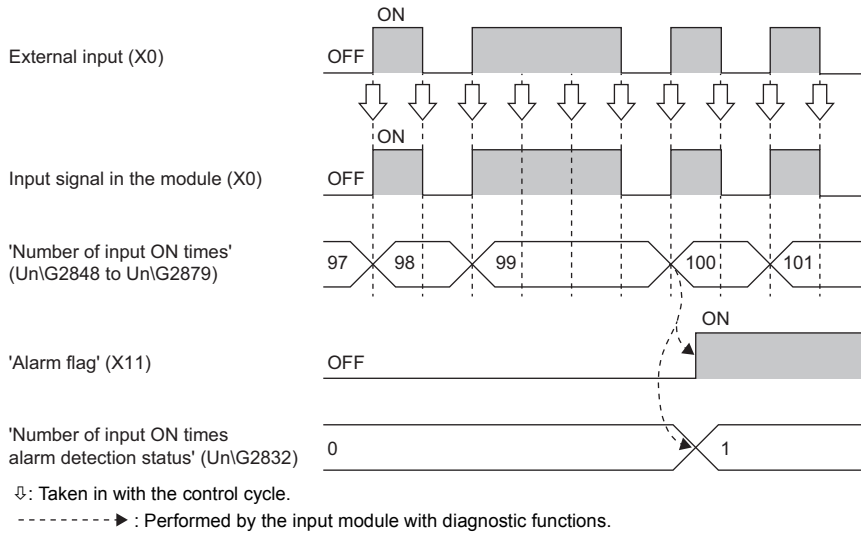 ON
External input (X0)
OFF
ON
Input signal in the module (X0)
OFF
'Number of input ON times'
(Un\G2848 to Un\G2879)
97 98 99 100 101
ON
'Alarm flag' (X11)
OFF
'Number of input ON times
alarm detection status' (Un\G2832)
0 1
⇩: Taken in with the control cycle.
: Performed by the input module with diagnostic functions.